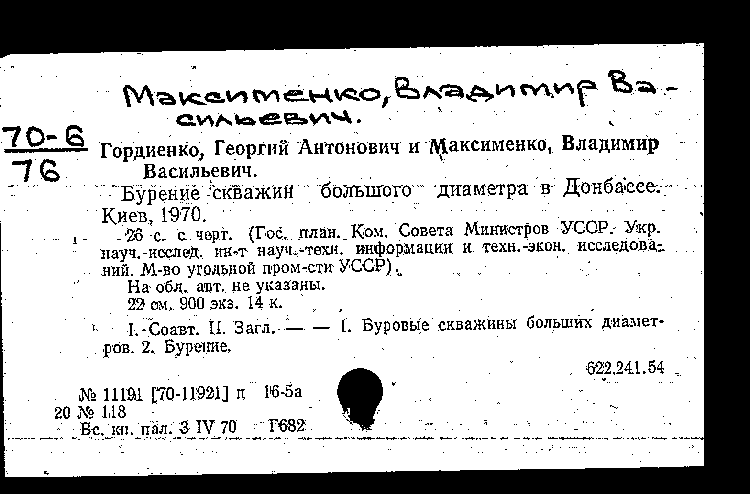 Максименко, Владимир Ва-
сильевич.
70-6
76
Гордиенко, Георгий Антонович и Максименко, Владимир
Васильевич.
Бурение скважин большого диаметра в Донбассе.
Киев, 1970.
26 с. с черт. (Гос. план. Ком. Совета Министров УССР. Укр.
науч.-исслед. ин-т науч.-техн. информации и техн.-экон. исследова-
ний. М-во угольной пром-сти УССР).
На обл. авт. не указаны.
22 см. 900 экз. 14 к.
I. Соавт. II. Загл. — — 1. Буровые скважины больших диамет-
ров. 2. Бурение.
622.241.54
№ 11191 [70-11921] п 16-5а
20 № 118
Вс. кн. пал. 3 IV 70 Г682